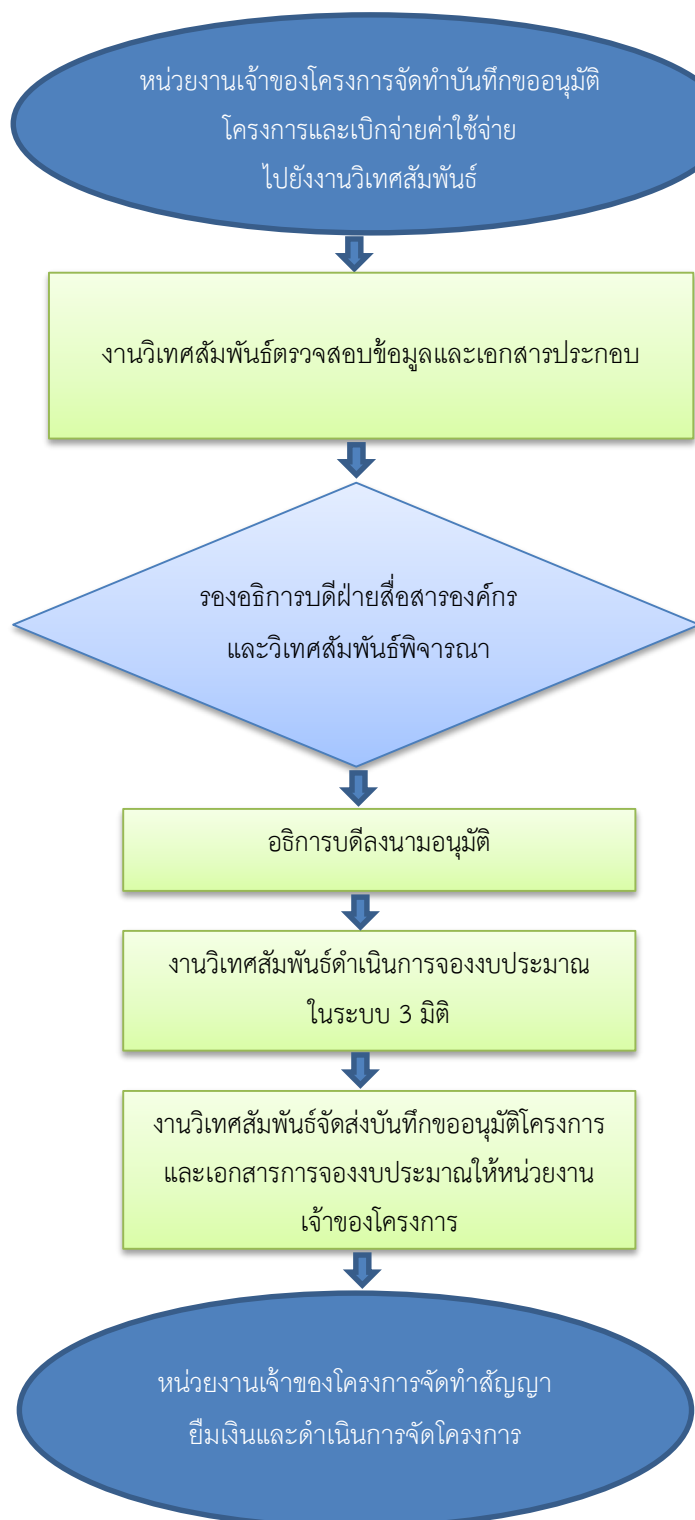 หน่วยงานเจ้าของโครงการจัดทำบันทึกขออนุมัติ
โครงการและเบิกจ่ายค่าใช้จ่าย
ไปยังงานวิเทศสัมพันธ์
งานวิเทศสัมพันธ์ตรวจสอบข้อมูลและเอกสารประกอบ
รองอธิการบดีฝ่ายสื่อสารองค์กร
และวิเทศสัมพันธ์พิจารณา
อธิการบดีลงนามอนุมัติ
งานวิเทศสัมพันธ์ดำเนินการจองงบประมาณ
ในระบบ 3 มิติ
งานวิเทศสัมพันธ์จัดส่งบันทึกขออนุมัติโครงการ
และเอกสารการจองงบประมาณให้หน่วยงาน
เจ้าของโครงการ
หน่วยงานเจ้าของโครงการจัดทำสัญญา
ยืมเงินและดำเนินการจัดโครงการ